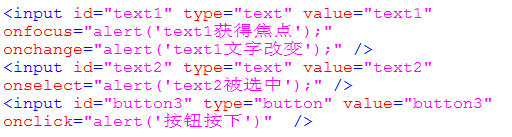 <input id="text1" type="text" value="text1"
onfocus="alert('text1获得焦点');"
onchange="alert('text1文字改变');" />
<input id="text2" type="text" value="text2"
onselect="alert('text2被选中');" />
<input id="button3" type="button" value="button3"
onclick="alert('按钮按下')"  />